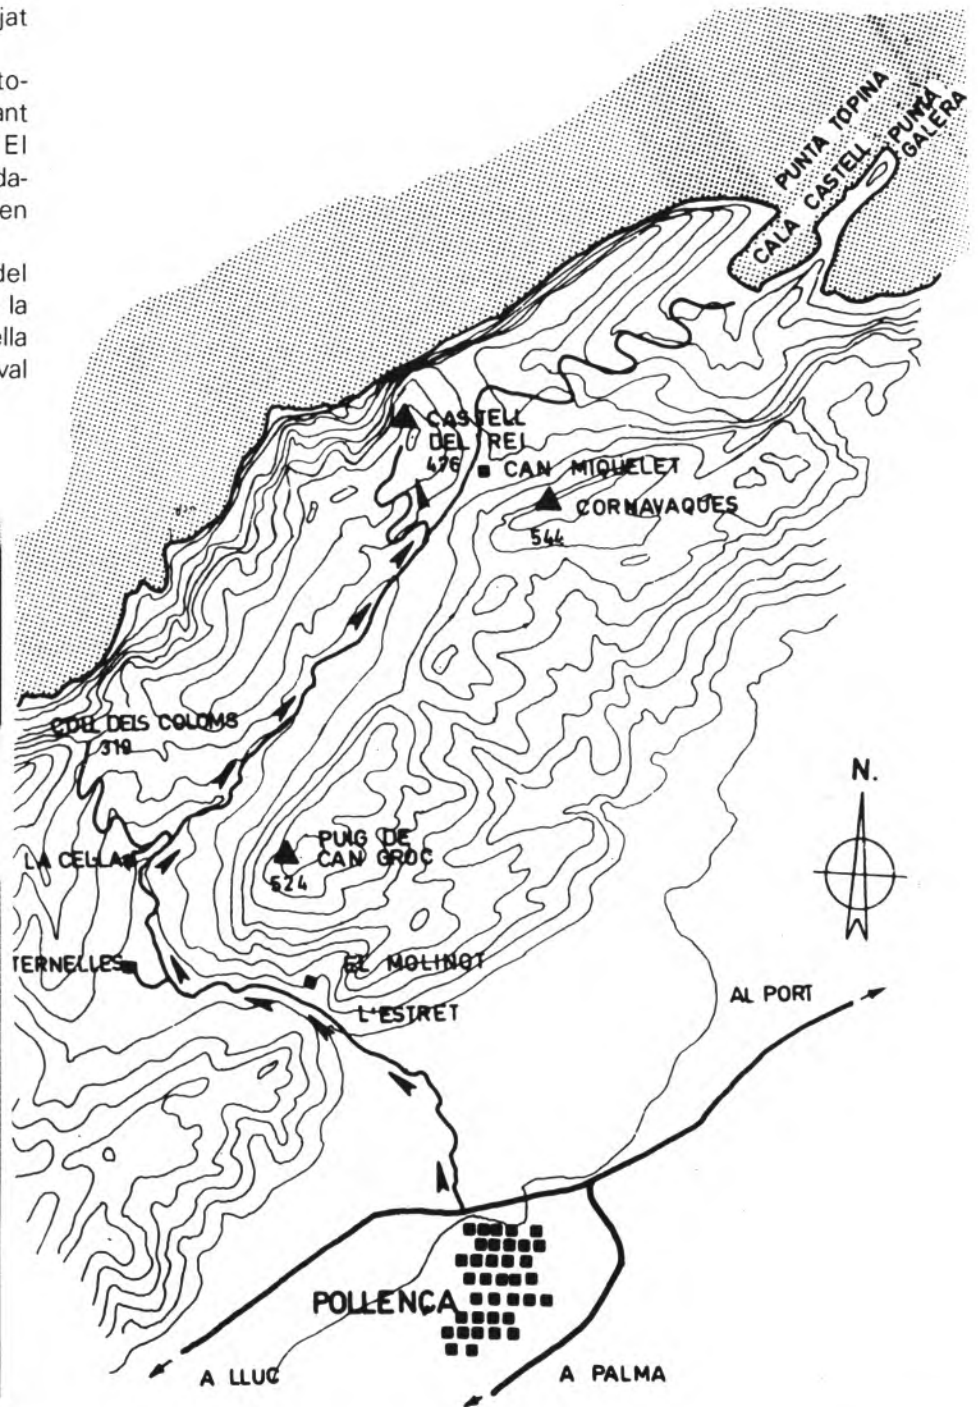 jat
to-
ant
El
da-
en
del
la
ella
val
PUNTA TOPINA
CALA CASTELL
PUNTA
GALERA
CASTELL
DEL REI
476
CAN MIQUELET
CORNAVAQUES
544
COLL DELS COLOMS
319
PUIG DE
CAN GROC
524
LA CELLA
TERNELLES
EL MOLINOT
L'ESTRET
N.
AL PORT
POLLENÇA
A LLUC
A PALMA